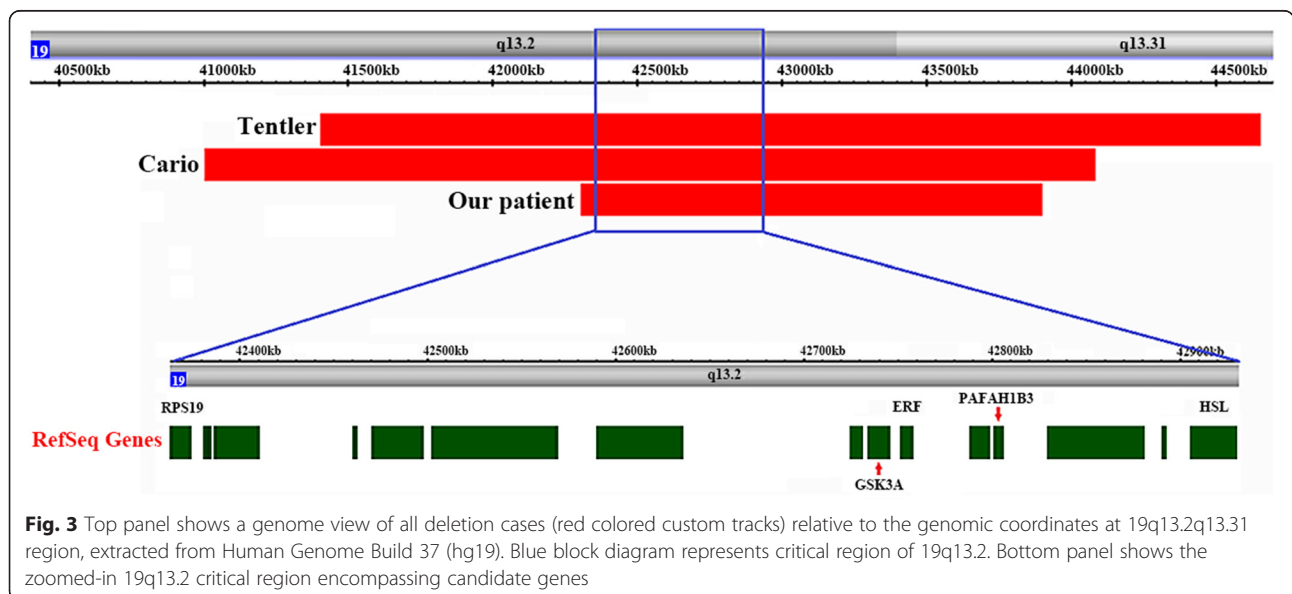 19 q13.2 q13.31
40500kb 41000kb 41500kb 42000kb 42500kb 43000kb 43500kb 44000kb 44500kb
Tentler
Cario
Our patient
42400kb 42500kb 42600kb 42700kb 42800kb 42900kb
19 q13.2
RPS19 ERF PAFAH1B3 HSL
RefSeq Genes
GSK3A
Fig. 3 Top panel shows a genome view of all deletion cases (red colored custom tracks) relative to the genomic coordinates at 19q13.2q13.31
region, extracted from Human Genome Build 37 (hg19). Blue block diagram represents critical region of 19q13.2. Bottom panel shows the
zoomed-in 19q13.2 critical region encompassing candidate genes